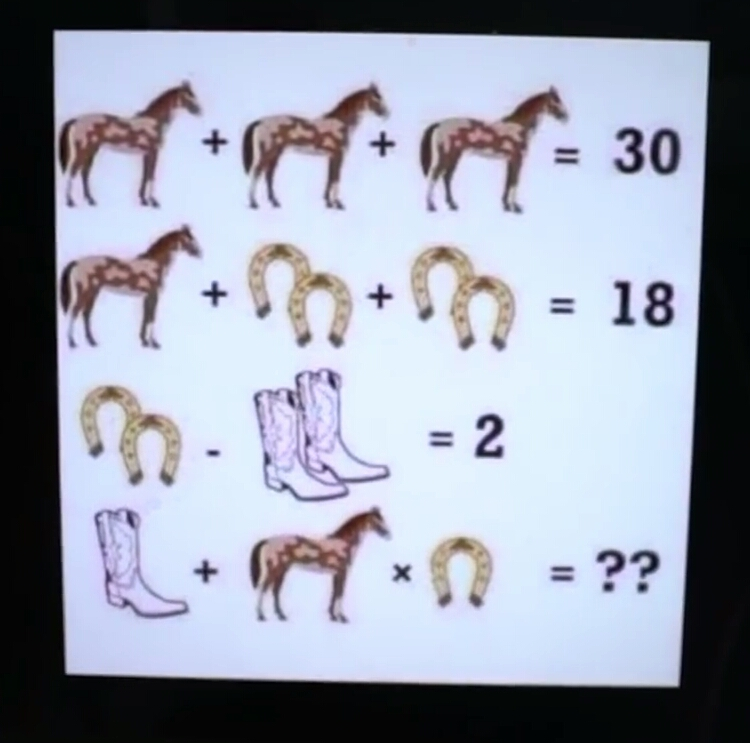 + + = 30
+ + = 18
- = 2
+ × = ??